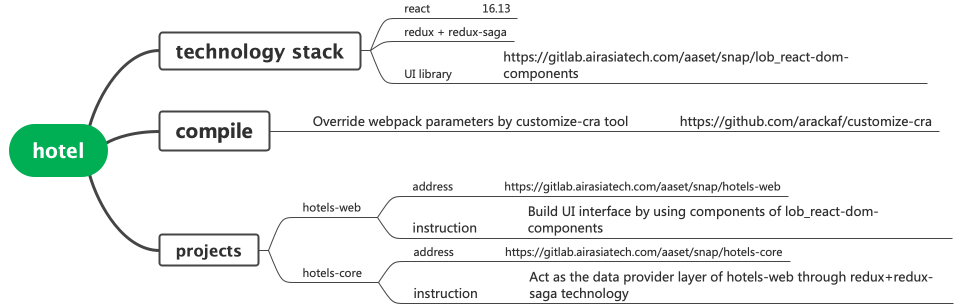 react 16.13
redux + redux-saga
technology stack
https://gitlab.airasiatech.com/aaset/snap/lob_react-dom-
components
UI library
hotel
compile
Override webpack parameters by customize-cra tool https://github.com/arackaf/customize-cra
projects
hotels-web
address https://gitlab.airasiatech.com/aaset/snap/hotels-web
instruction
Build UI interface by using components of lob_react-dom-
components
hotels-core
address https://gitlab.airasiatech.com/aaset/snap/hotels-core
instruction
Act as the data provider layer of hotels-web through redux+redux-
saga technology